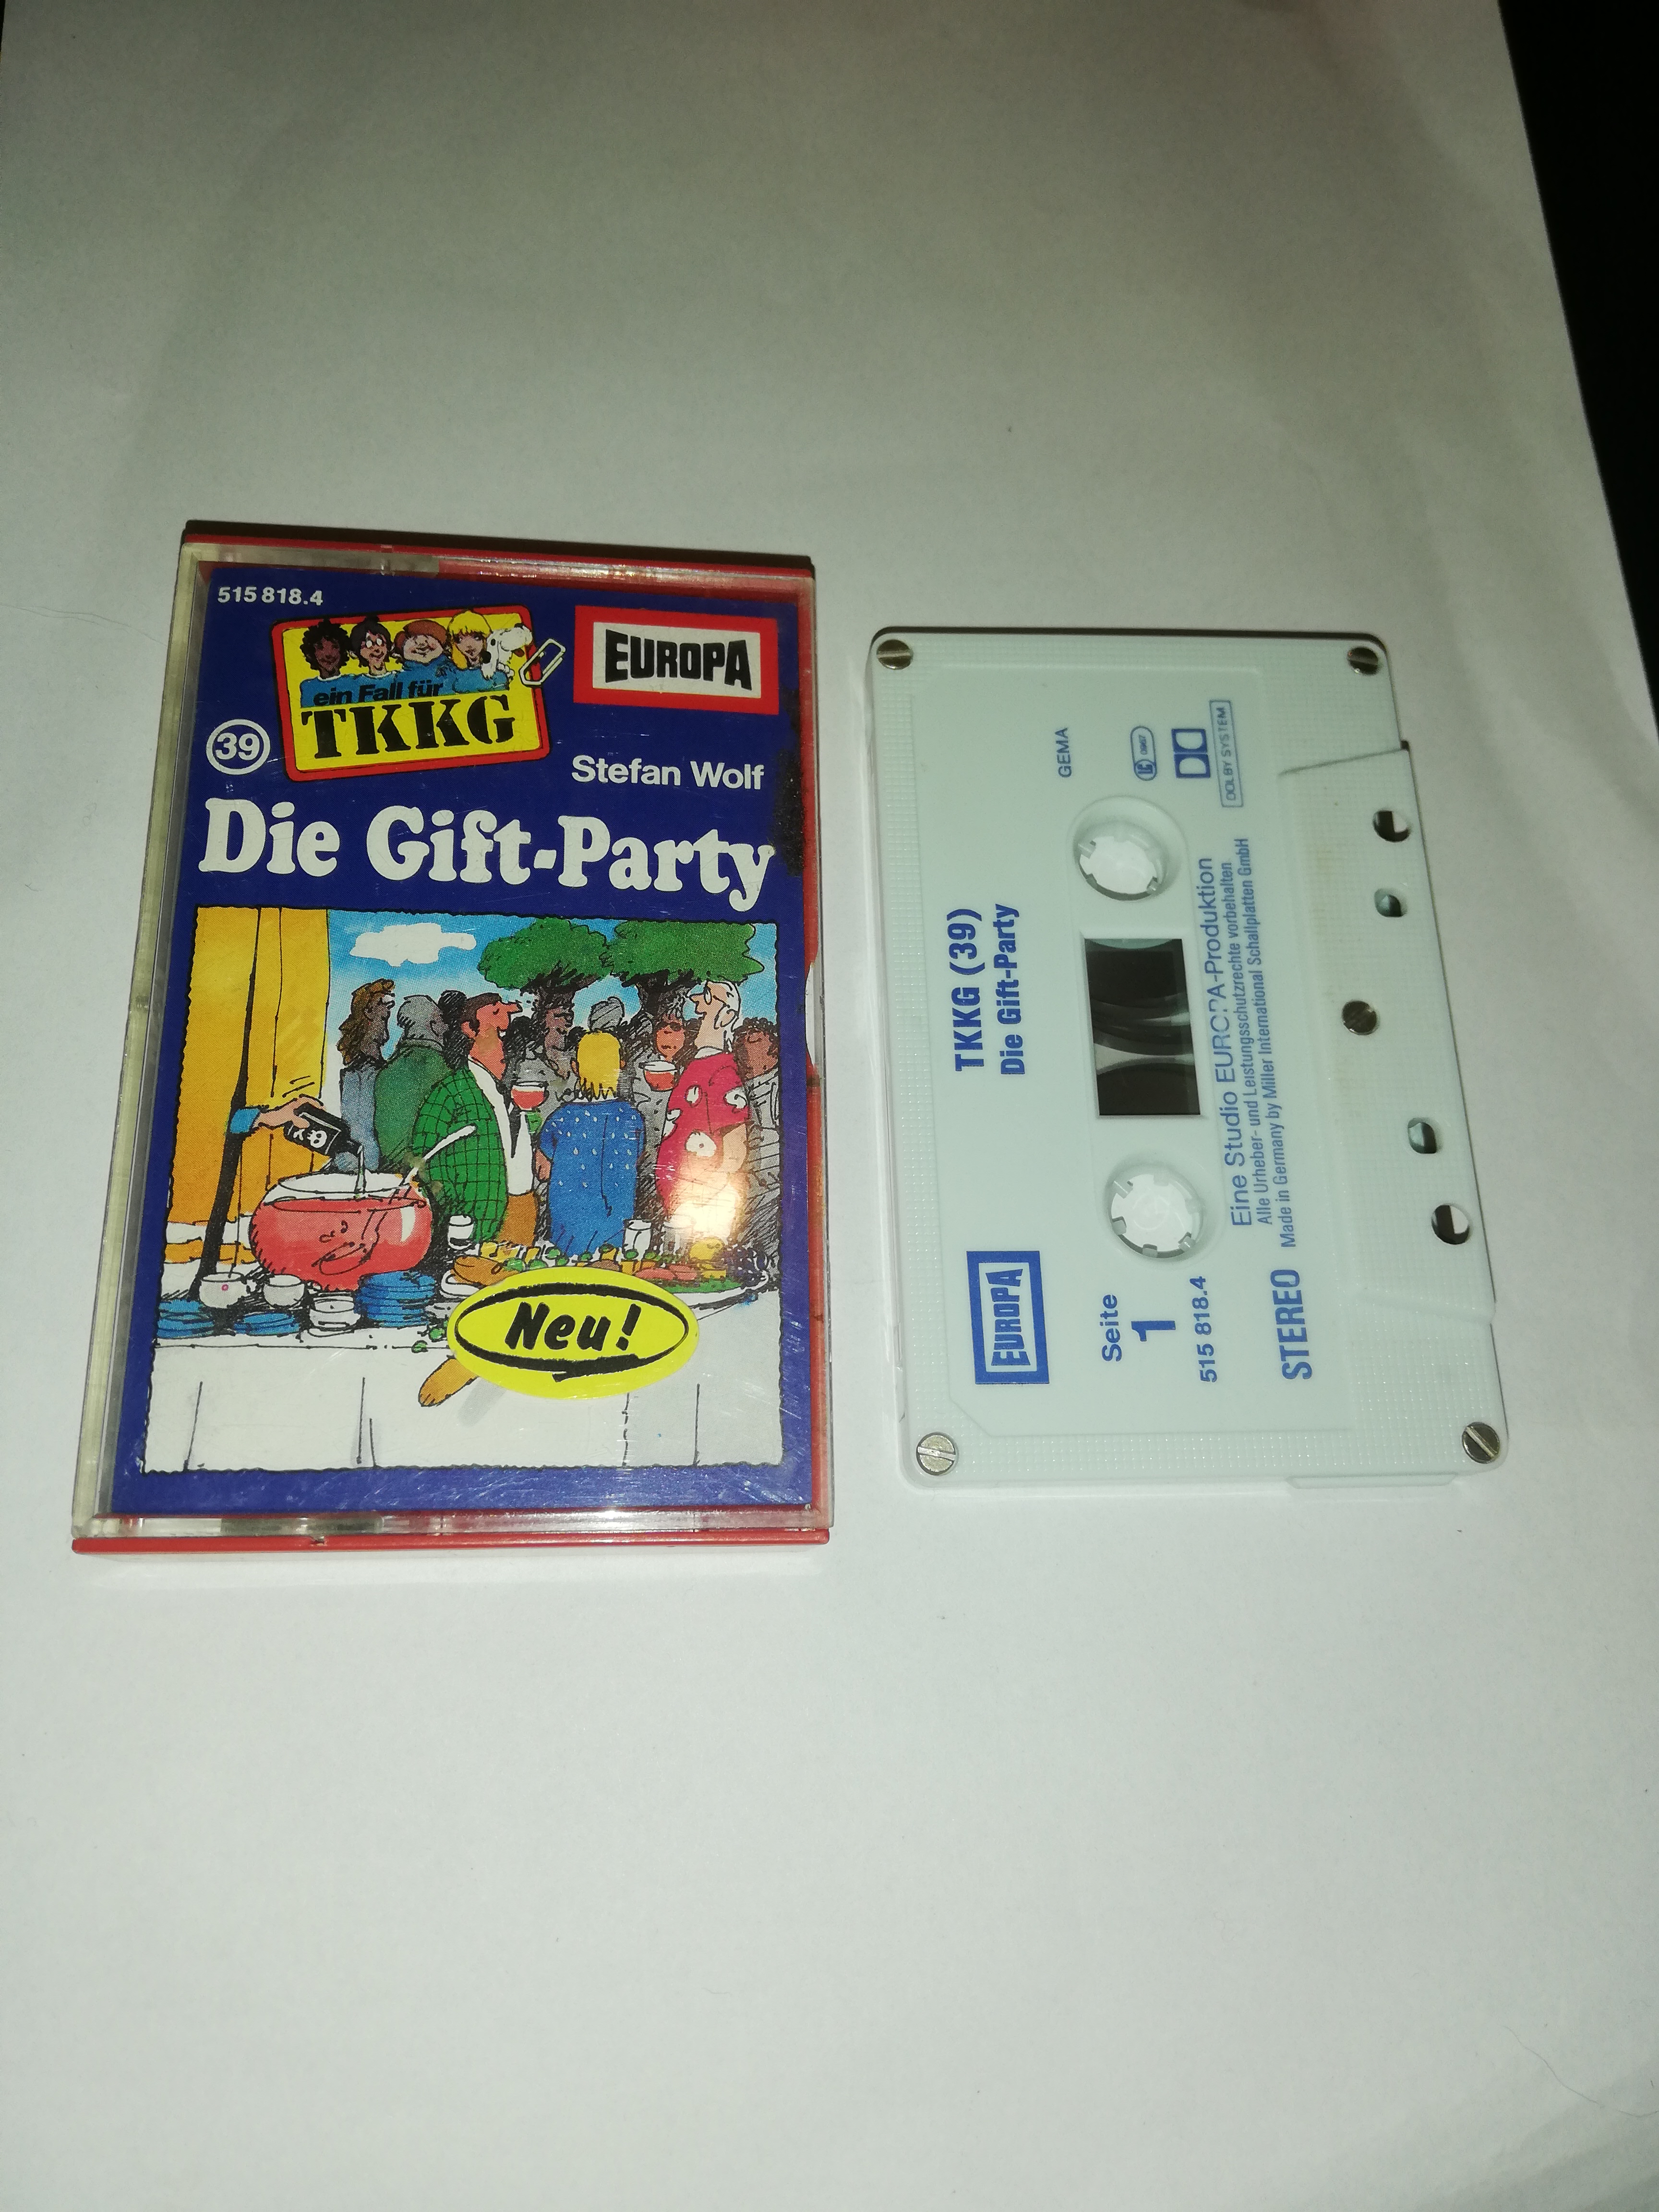 515 818.4
ein Fall für
TKKG
EUROPA
39
Stefan Wolf
Die Gift-Party
Neu!
TKKG (39)
Die Gift-Party
GEMA
LC 0967
DOLBY SYSTEM
EUROPA
Seite
1
515 818.4
STEREO
Eine Studio EUROPA-Produktion
Alle Urheber- und Leistungsschutzrechte vorbehalten
Made in Germany by Miller International Schallplatten GmbH